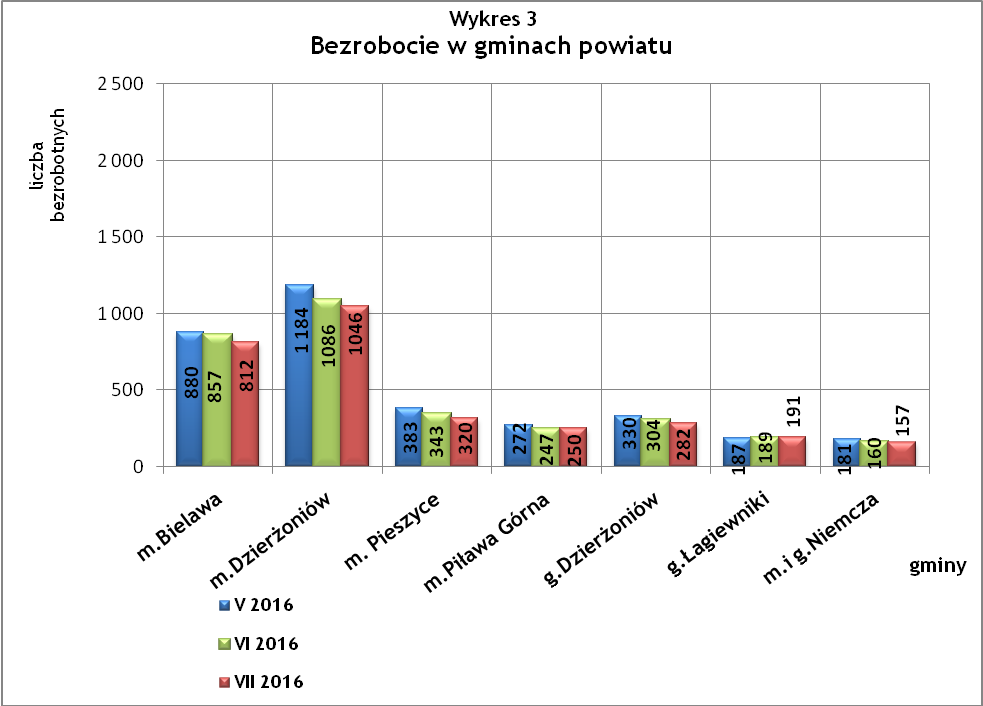 Wykres 3
Bezrobocie w gminach powiatu
liczba
bezrobotnych
2 500
2 000
1 500
1 000
500
0
880
857
812
1 184
1086
1046
383
343
320
272
247
250
330
304
282
187
189
191
181
160
157
m.Bielawa
m.Dzierżoniów
m. Pieszyce
m.Piława Górna
g.Dzierżoniów
g.Łagiewniki
m.i g.Niemcza
gminy
V 2016
VI 2016
VII 2016